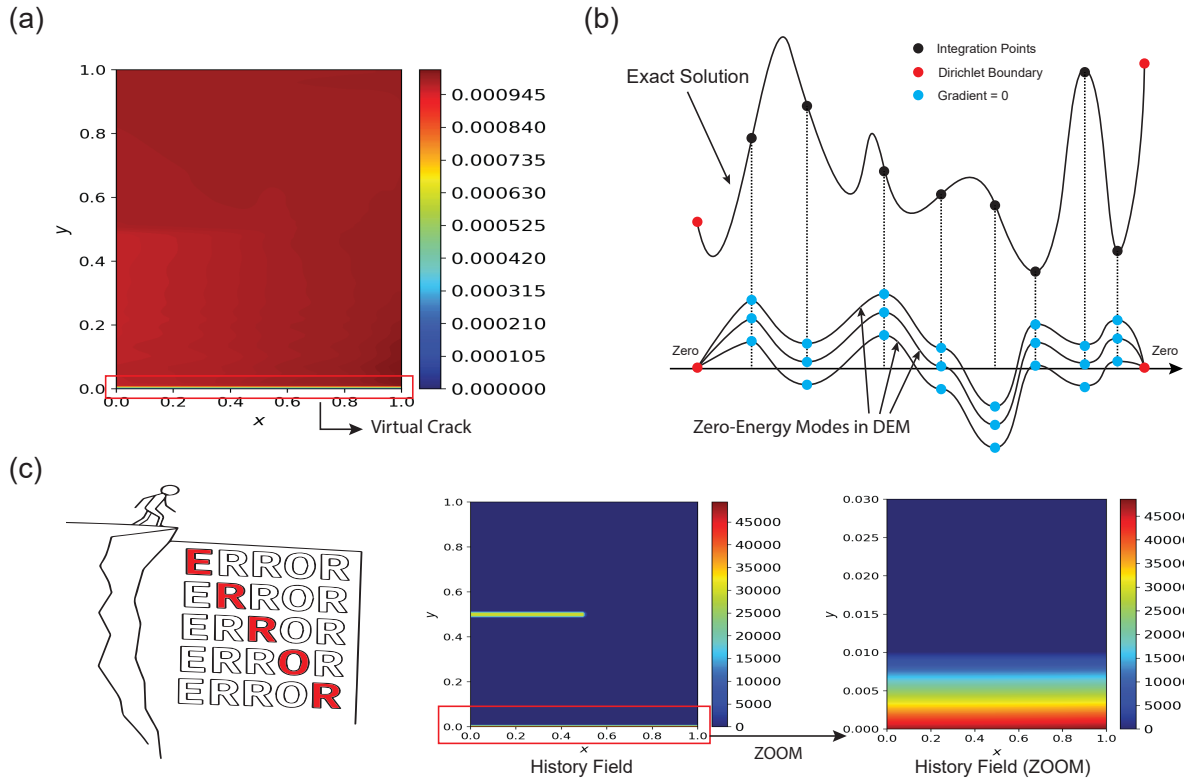 (a)
1.0
0.8
0.6
0.4
0.2
0.0
y
0.0 0.2 0.4 0.6 0.8 1.0
x
0.000945
0.000840
0.000735
0.000630
0.000525
0.000420
0.000315
0.000210
0.000105
0.000000
Virtual Crack
(b)
Exact Solution
Integration Points
Dirichlet Boundary
Gradient = 0
Zero
Zero
Zero-Energy Modes in DEM
(c)
ERROR
ERROR
ERROR
ERROR
ERROR
1.0
0.8
0.6
0.4
0.2
0.0
y
0.0 0.2 0.4 0.6 0.8 1.0
x
History Field
45000
40000
35000
30000
25000
20000
15000
10000
5000
0
ZOOM
0.030
0.025
0.020
0.015
0.010
0.005
0.000
y
0.0 0.2 0.4 0.6 0.8 1.0
x
History Field (ZOOM)
45000
40000
35000
30000
25000
20000
15000
10000
5000
0